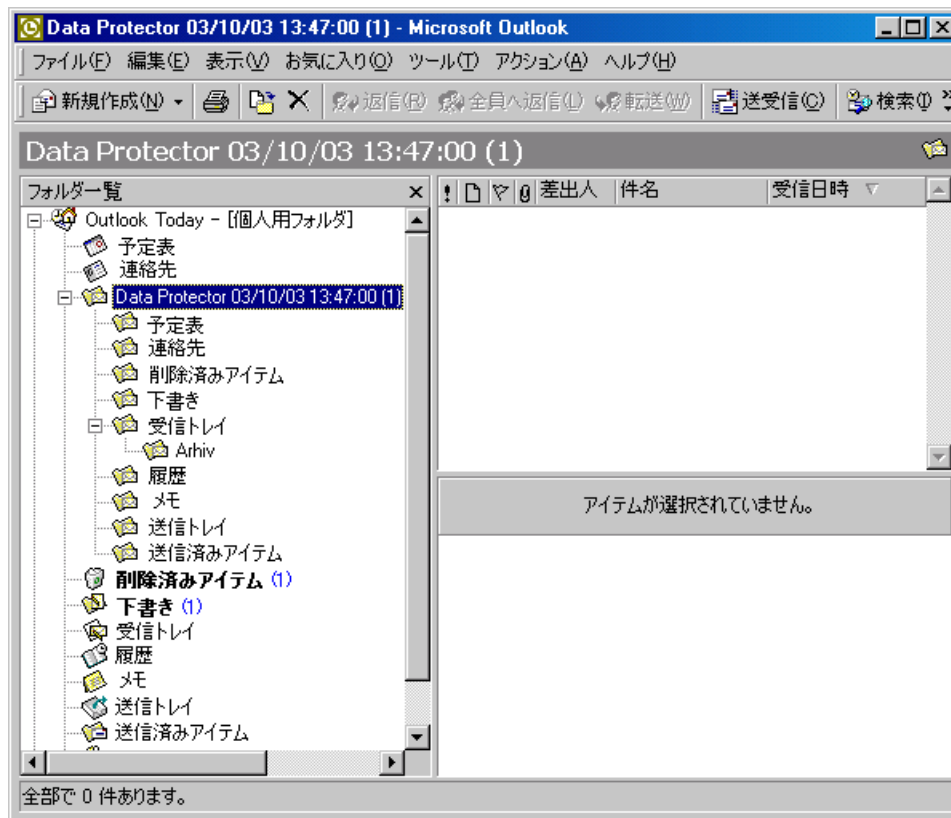 Data Protector 03/10/03 13:47:00 (1) - Microsoft Outlook
ファイル(F) 編集(E) 表示(V) お気に入り(O) ツール(T) アクション(A) ヘルプ(H)
新規作成(N) 返信(R) 全員へ返信(L) 転送(W) 送受信(C) 検索(I)
Data Protector 03/10/03 13:47:00 (1)
フォルダ一覧
差出人 件名 受信日時
Outlook Today - [個人用フォルダ]
予定表
連絡先
Data Protector 03/10/03 13:47:00 (1)
予定表
連絡先
削除済みアイテム
下書き
受信トレイ
Arhiv
履歴
メモ
送信トレイ
送信済みアイテム
削除済みアイテム (1)
下書き (1)
受信トレイ
履歴
メモ
送信トレイ
送信済みアイテム
アイテムが選択されていません。
全部で 0 件あります。